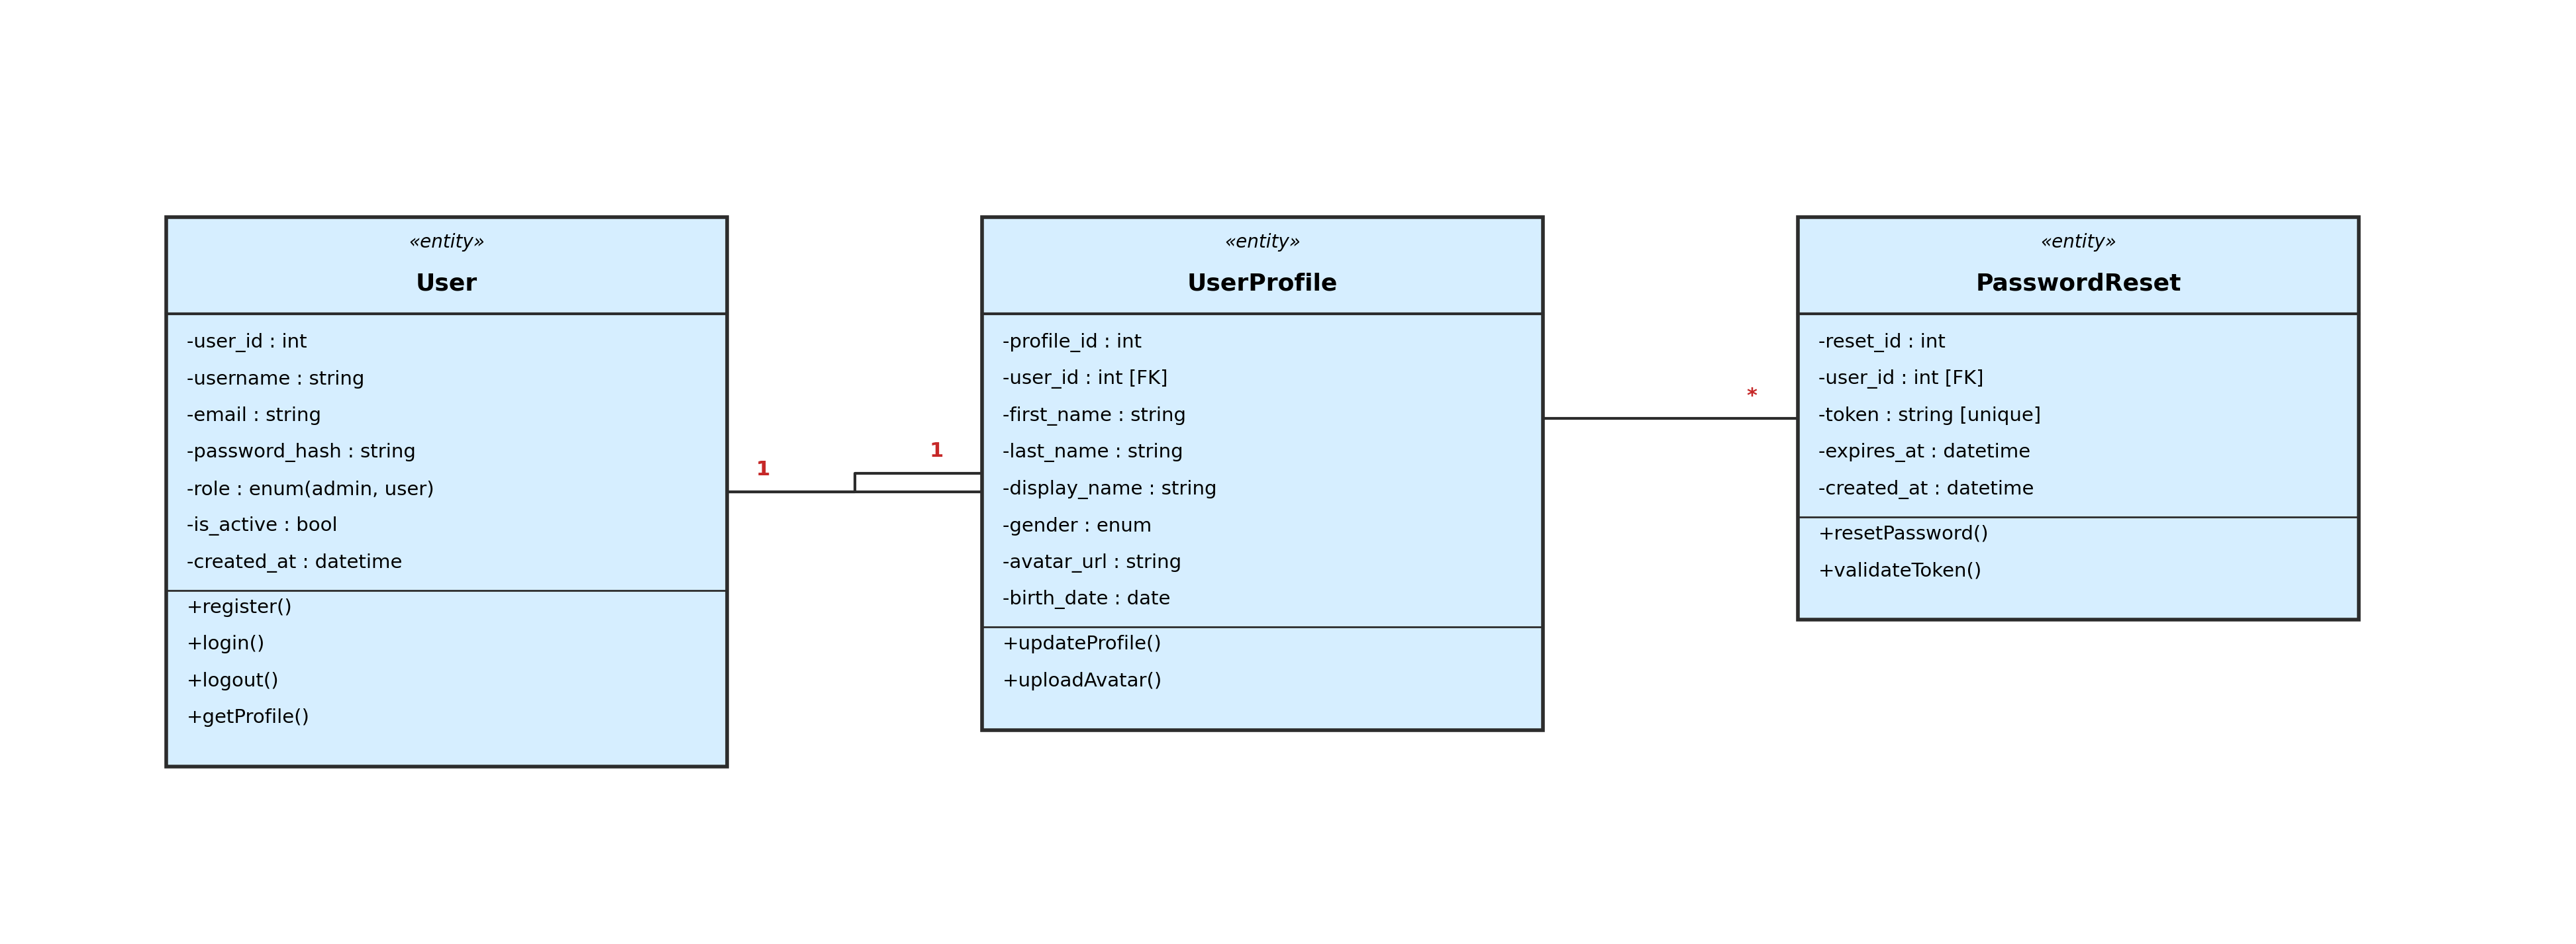 «entity»
User
-user_id : int
-username : string
-email : string
-password_hash : string
-role : enum(admin, user)
-is_active : bool
-created_at : datetime
+register()
+login()
+logout()
+getProfile()
1
1
«entity»
UserProfile
-profile_id : int
-user_id : int [FK]
-first_name : string
-last_name : string
-display_name : string
-gender : enum
-avatar_url : string
-birth_date : date
+updateProfile()
+uploadAvatar()
*
«entity»
PasswordReset
-reset_id : int
-user_id : int [FK]
-token : string [unique]
-expires_at : datetime
-created_at : datetime
+resetPassword()
+validateToken()